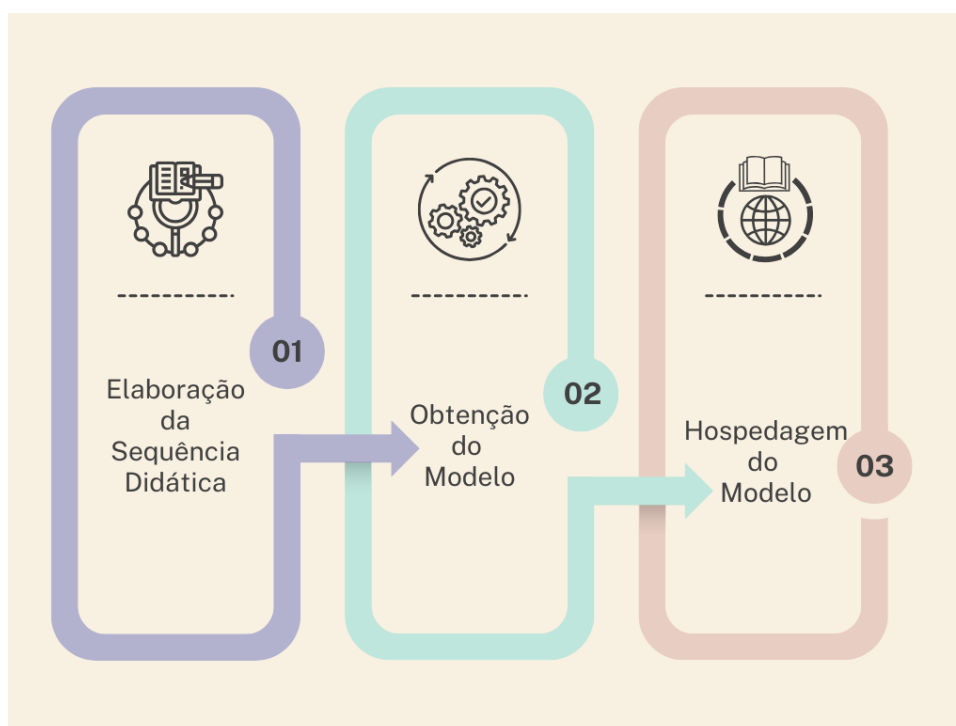 01
Elaboração
da
Sequência
Didática
02
Obtenção
do
Modelo
03
Hospedagem
do
Modelo